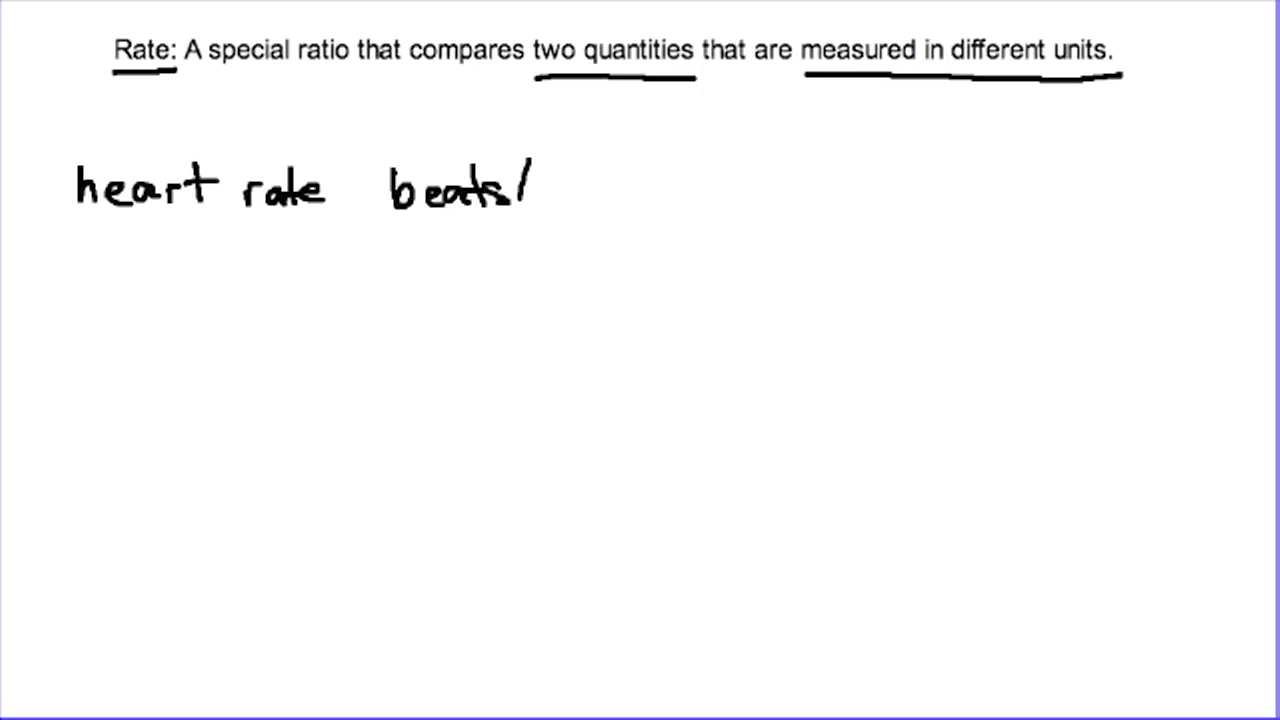 Rate: A special ratio that compares two quantities that are measured in different units.
heart rate beats/